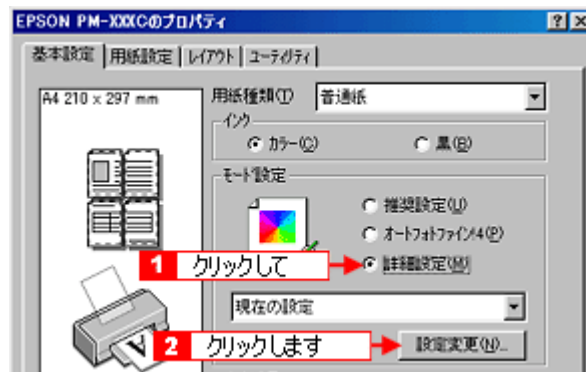 EPSON PM-XXXCのプロパティ
基本設定 用紙設定 レイアウト ユーティリティ
A4 210 x 297 mm
用紙種類(T) 普通紙
インク
カラー(C) 黒(B)
モード設定
推奨設定(U)
オートフォトファイン!4(P)
1 クリックして 詳細設定(M)
現在の設定
2 クリックします 設定変更(N)...